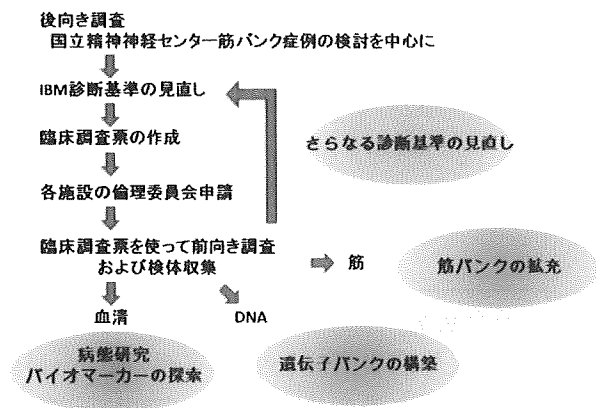 後向き調査
国立精神神経センター筋バンク症例の検討を中心に
IBM診断基準の見直し
臨床調査票の作成
さらなる診断基準の見直し
各施設の倫理委員会申請
臨床調査票を使って前向き調査
および検体収集
筋
筋バンクの拡充
血清
DNA
病態研究
バイオマーカーの探索
遺伝子バンクの構築